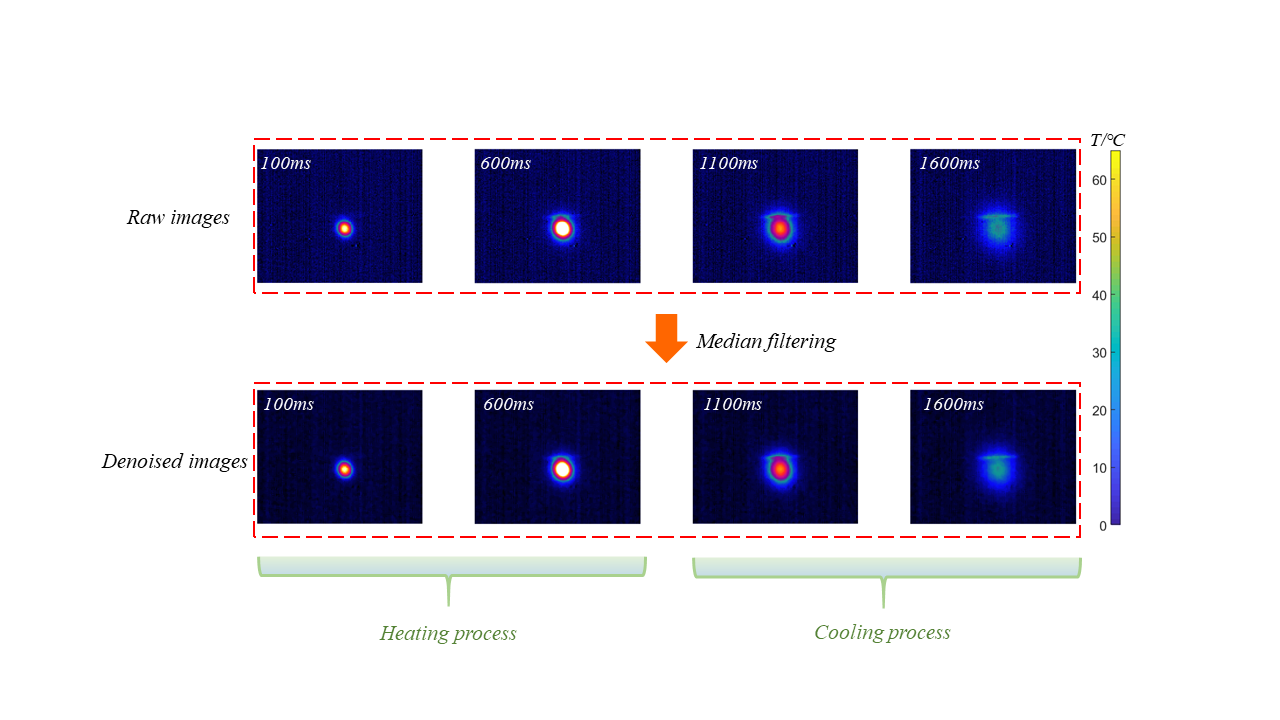 T/℃
100ms
600ms
1100ms
1600ms
Raw images
60
50
40
30
20
10
0
Median filtering
100ms
600ms
1100ms
1600ms
Denoised images
Heating process
Cooling process